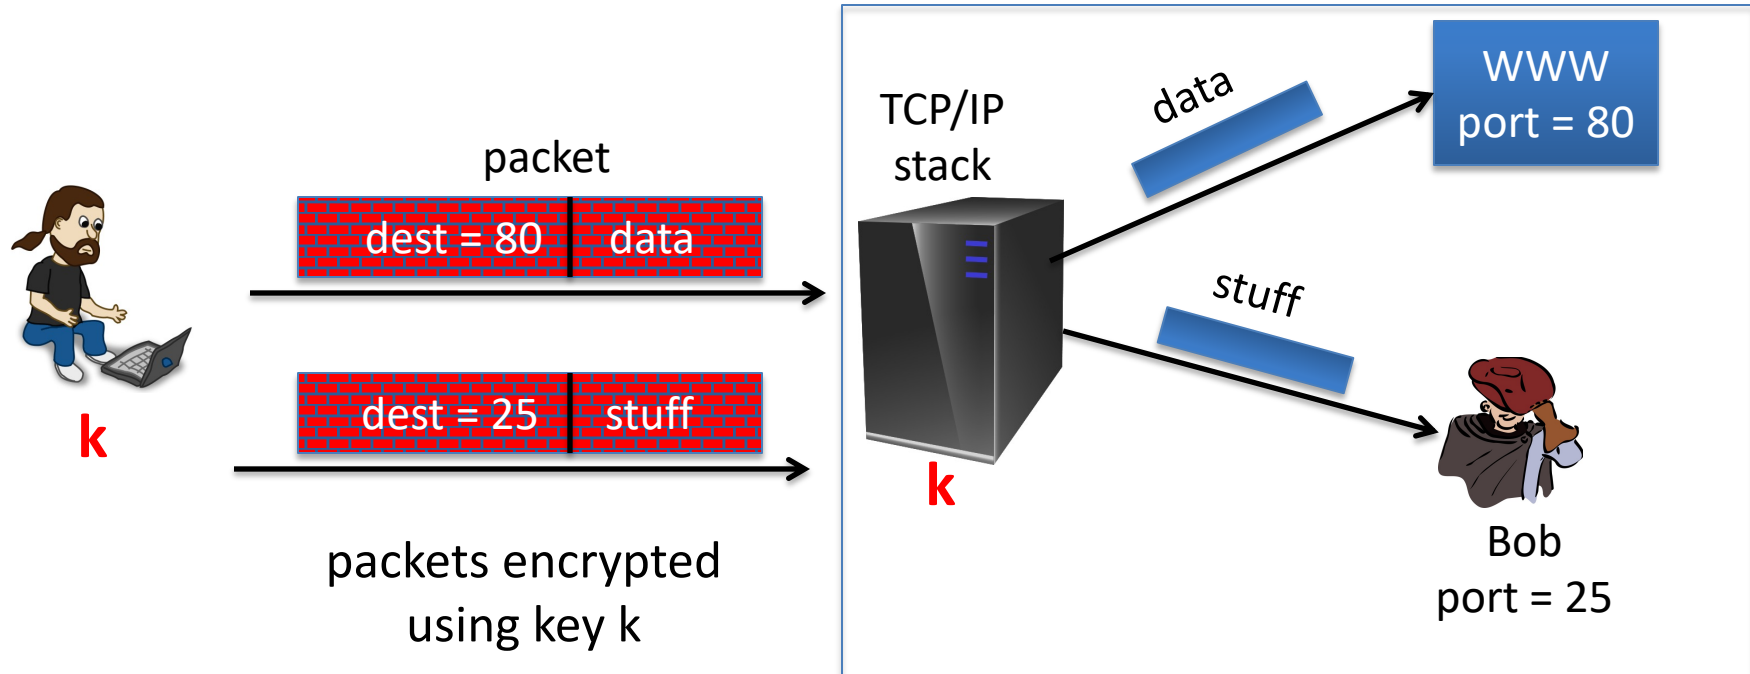 packet
dest = 80 data
k
dest = 25 stuff
packets encrypted
using key k
TCP/IP
stack
k
data
WWW
port = 80
stuff
Bob
port = 25